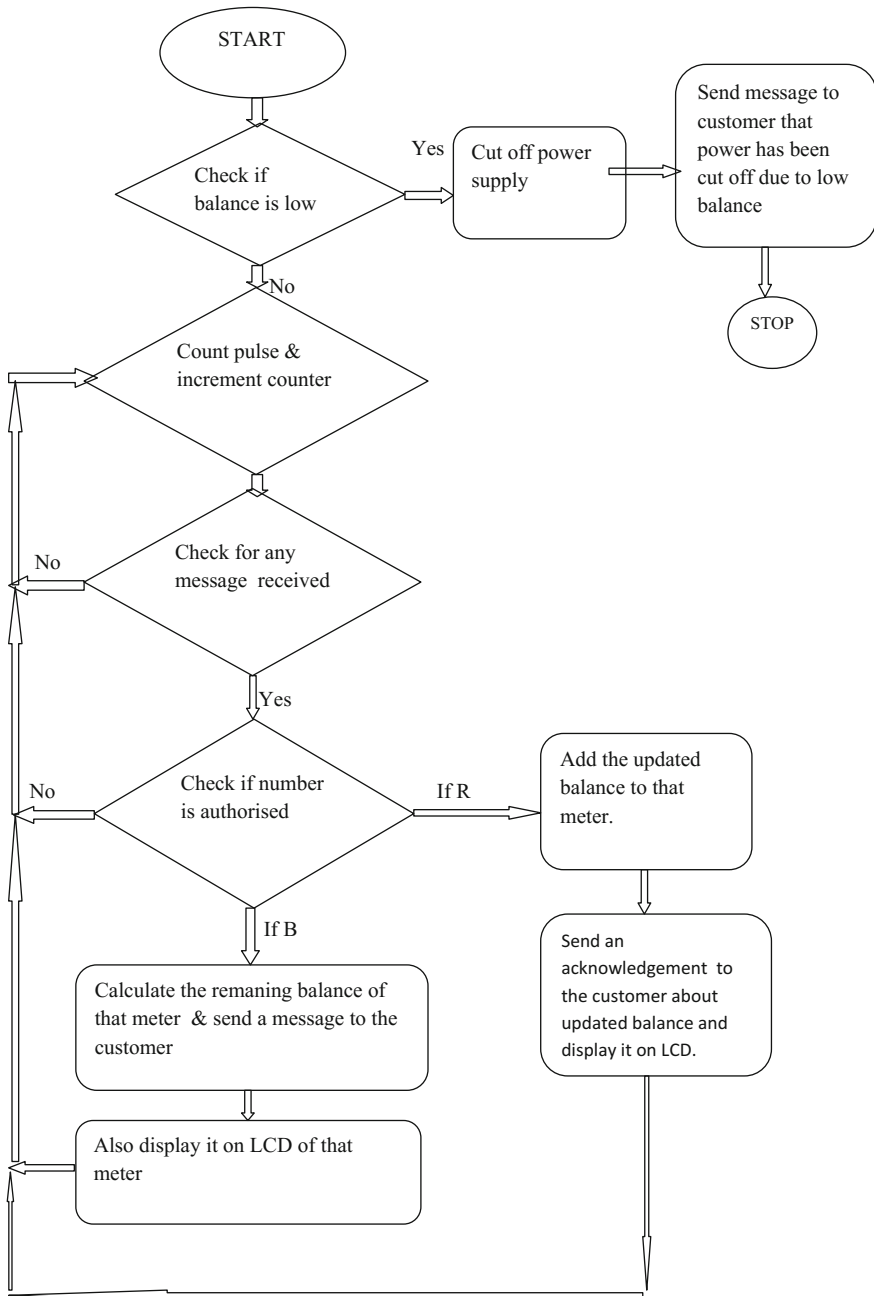 START
Check if
balance is low
Yes
Cut off power
supply
Send message to
customer that
power has been
cut off due to low
balance
STOP
No
Count pulse &
increment counter
Check for any
message received
No
Yes
Check if number
is authorised
No
If R
Add the updated
balance to that
meter.
Send an
acknowledgement to
the customer about
updated balance and
display it on LCD.
If B
Calculate the remaning balance of
that meter & send a message to the
customer
Also display it on LCD of that
meter